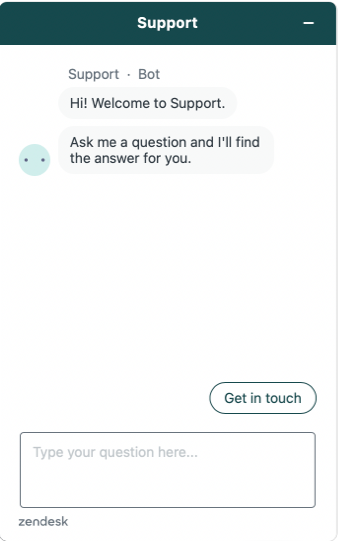 Support
Support · Bot
Hi! Welcome to Support.
Ask me a question and I'll find
the answer for you.
Get in touch
Type your question here...
zendesk